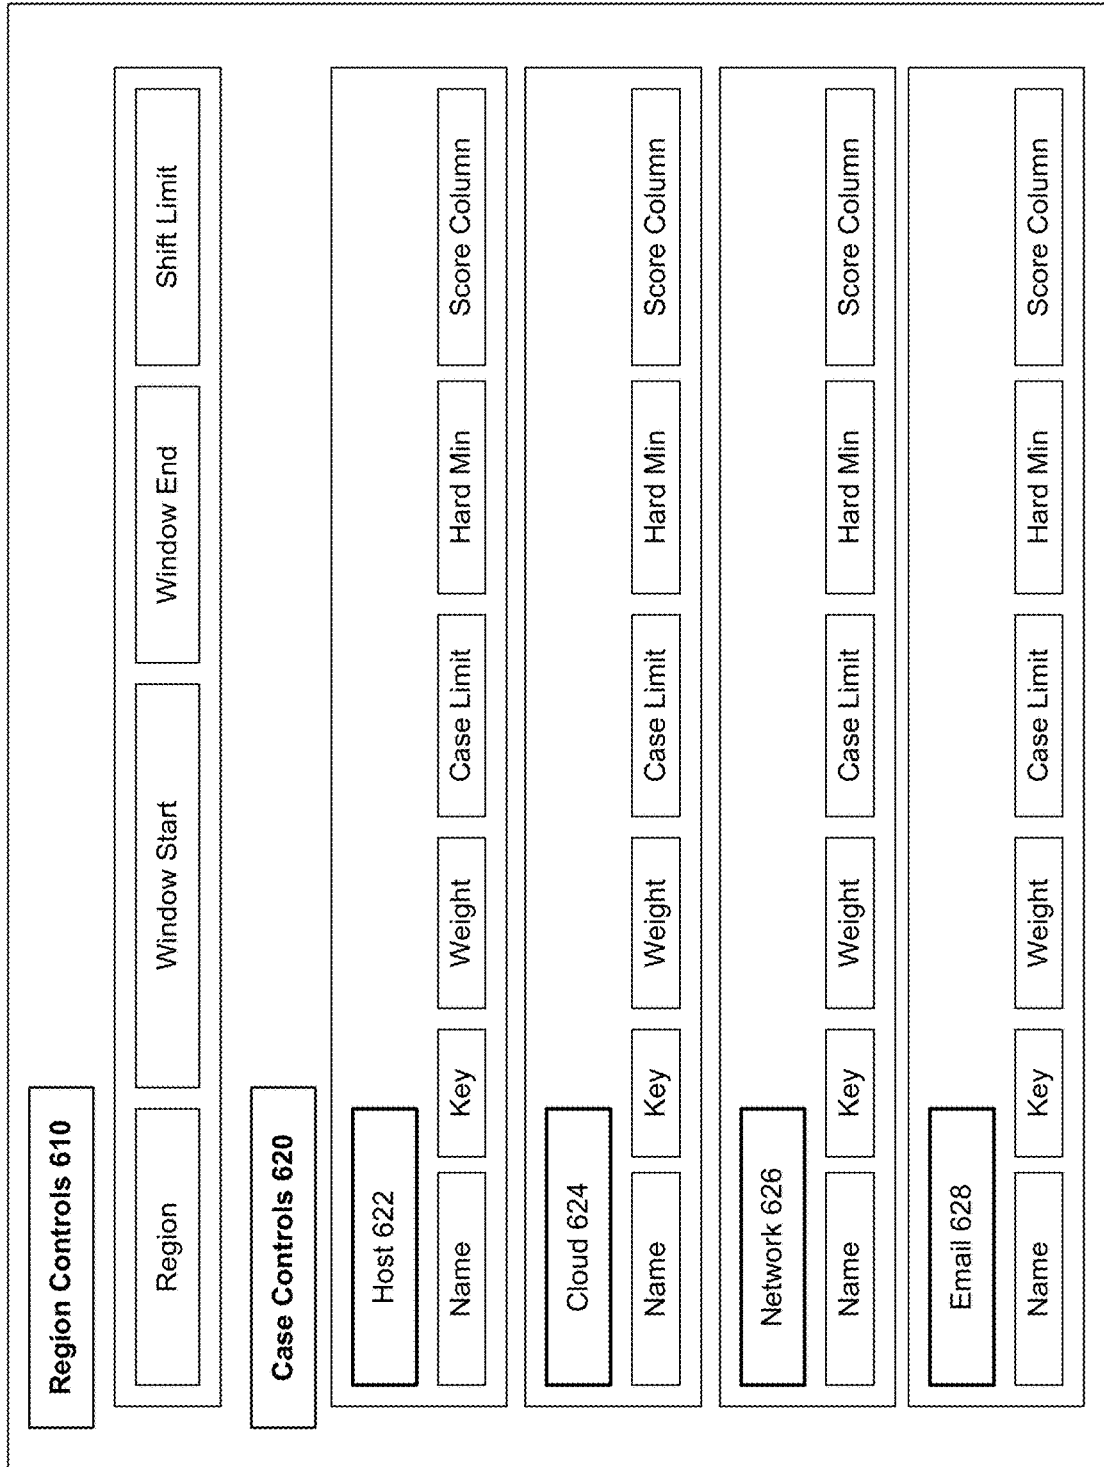 Region Controls 610
Region Window Start Window End Shift Limit
Case Controls 620
Host 622
Name Key Weight Case Limit Hard Min Score Column
Cloud 624
Name Key Weight Case Limit Hard Min Score Column
Network 626
Name Key Weight Case Limit Hard Min Score Column
Email 628
Name Key Weight Case Limit Hard Min Score Column